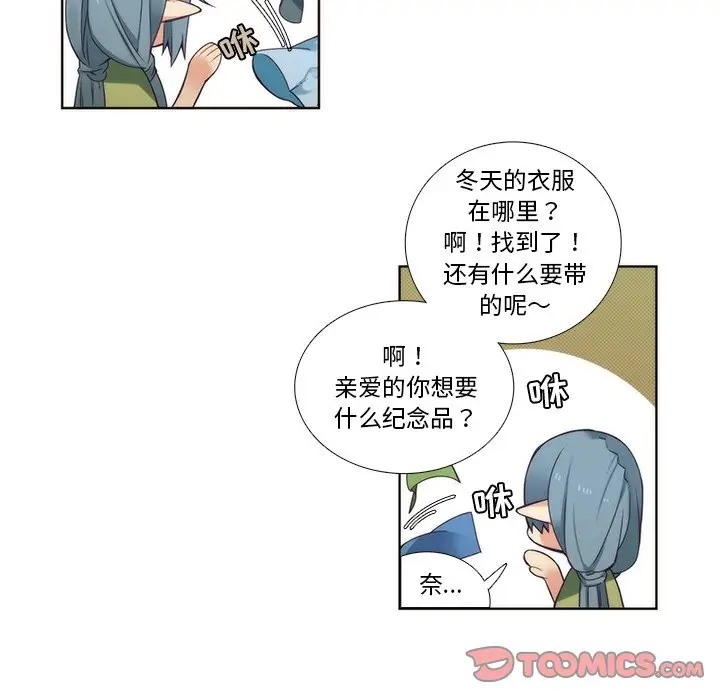 咻
冬天的衣服
在哪里？
啊！找到了！
还有什么要带
的呢～
啊！
亲爱的你想要
什么纪念品？
咻
咻
奈...
TOOMICS.COM